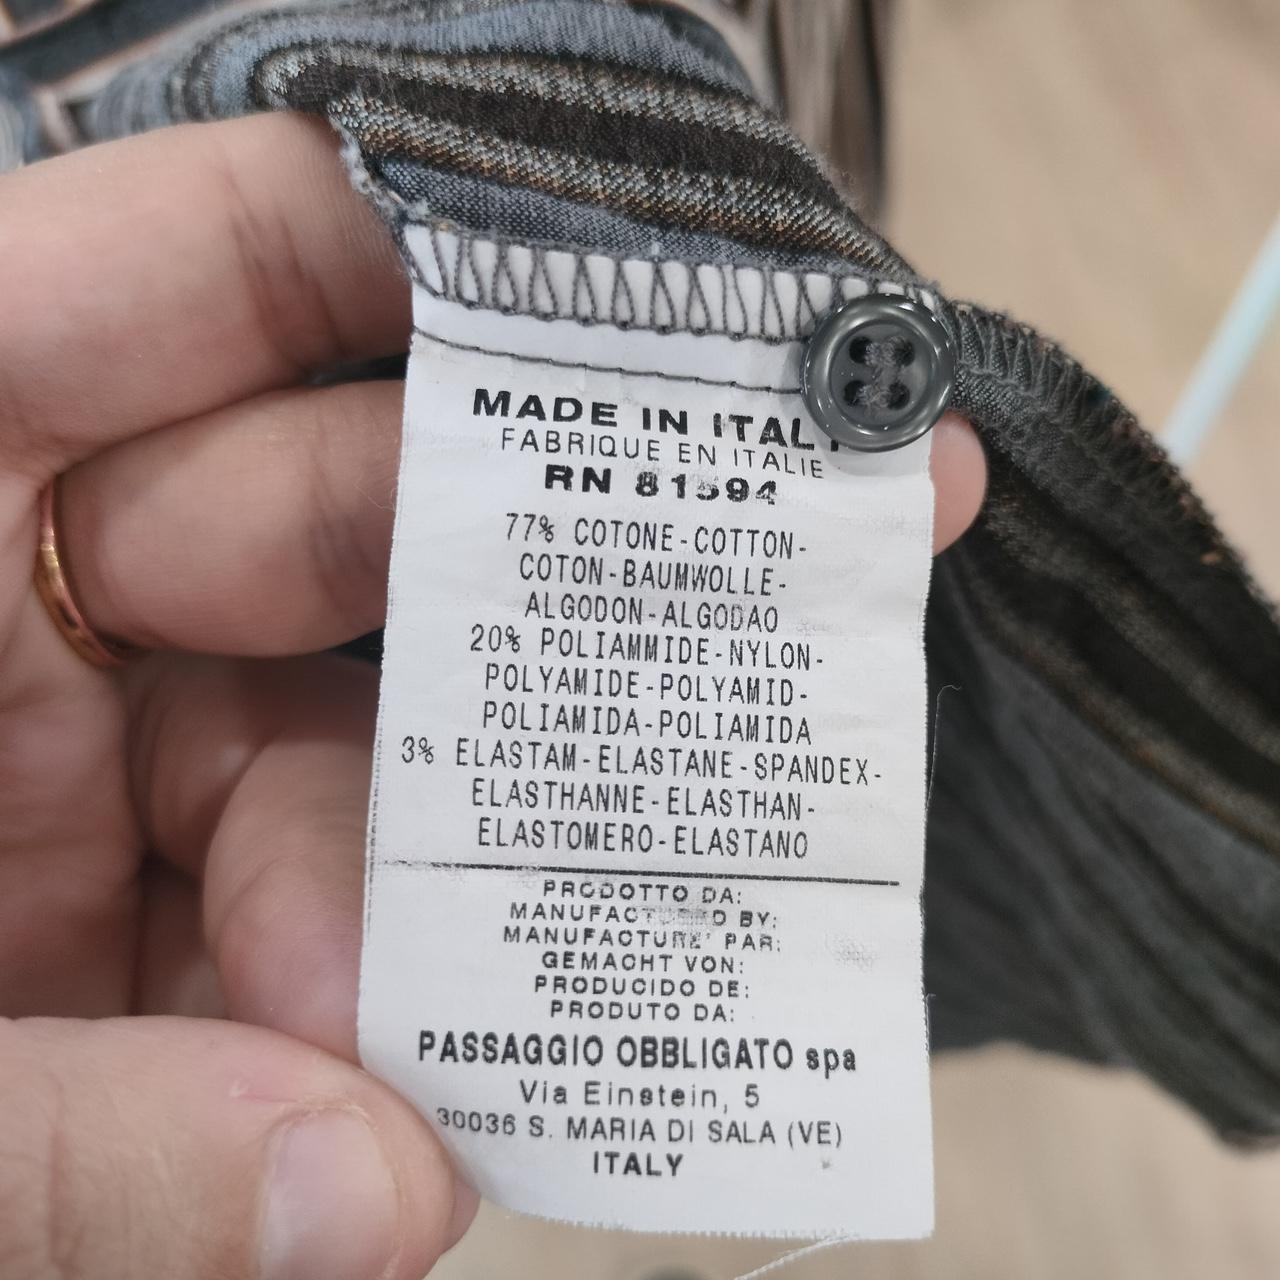 MADE IN ITALY
FABRIQUE EN ITALIE
RN 81594
77% COTONE-COTTON-
COTON-BAUMWOLLE-
ALGODON-ALGODAO
20% POLIAMMIDE-NYLON-
POLYAMIDE-POLYAMID-
POLIAMIDA-POLIAMIDA
3% ELASTAM-ELASTANE-SPANDEX-
ELASTHANNE-ELASTHAN-
ELASTOMERO-ELASTANO
PRODOTTO DA:
MANUFACTURED BY:
MANUFACTURE' PAR:
GEMACHT VON:
PRODUCIDO DE:
PRODUTO DA:
PASSAGGIO OBBLIGATO spa
Via Einstein, 5
30036 S. MARIA DI SALA (VE)
ITALY